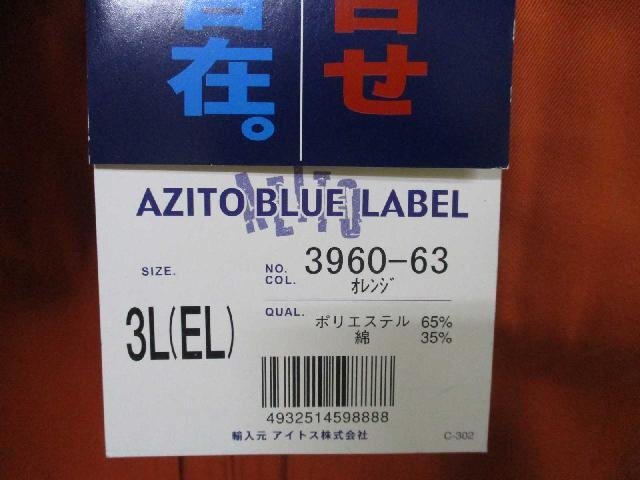 在。
せ
AZITO BLUE LABEL
AZITO
SIZE.
3L(EL)
NO. 3960-63
COL. オレンジ
QUAL. ポリエステル 65%
綿 35%
4932514598888
輸入元 アイトス株式会社
C-302